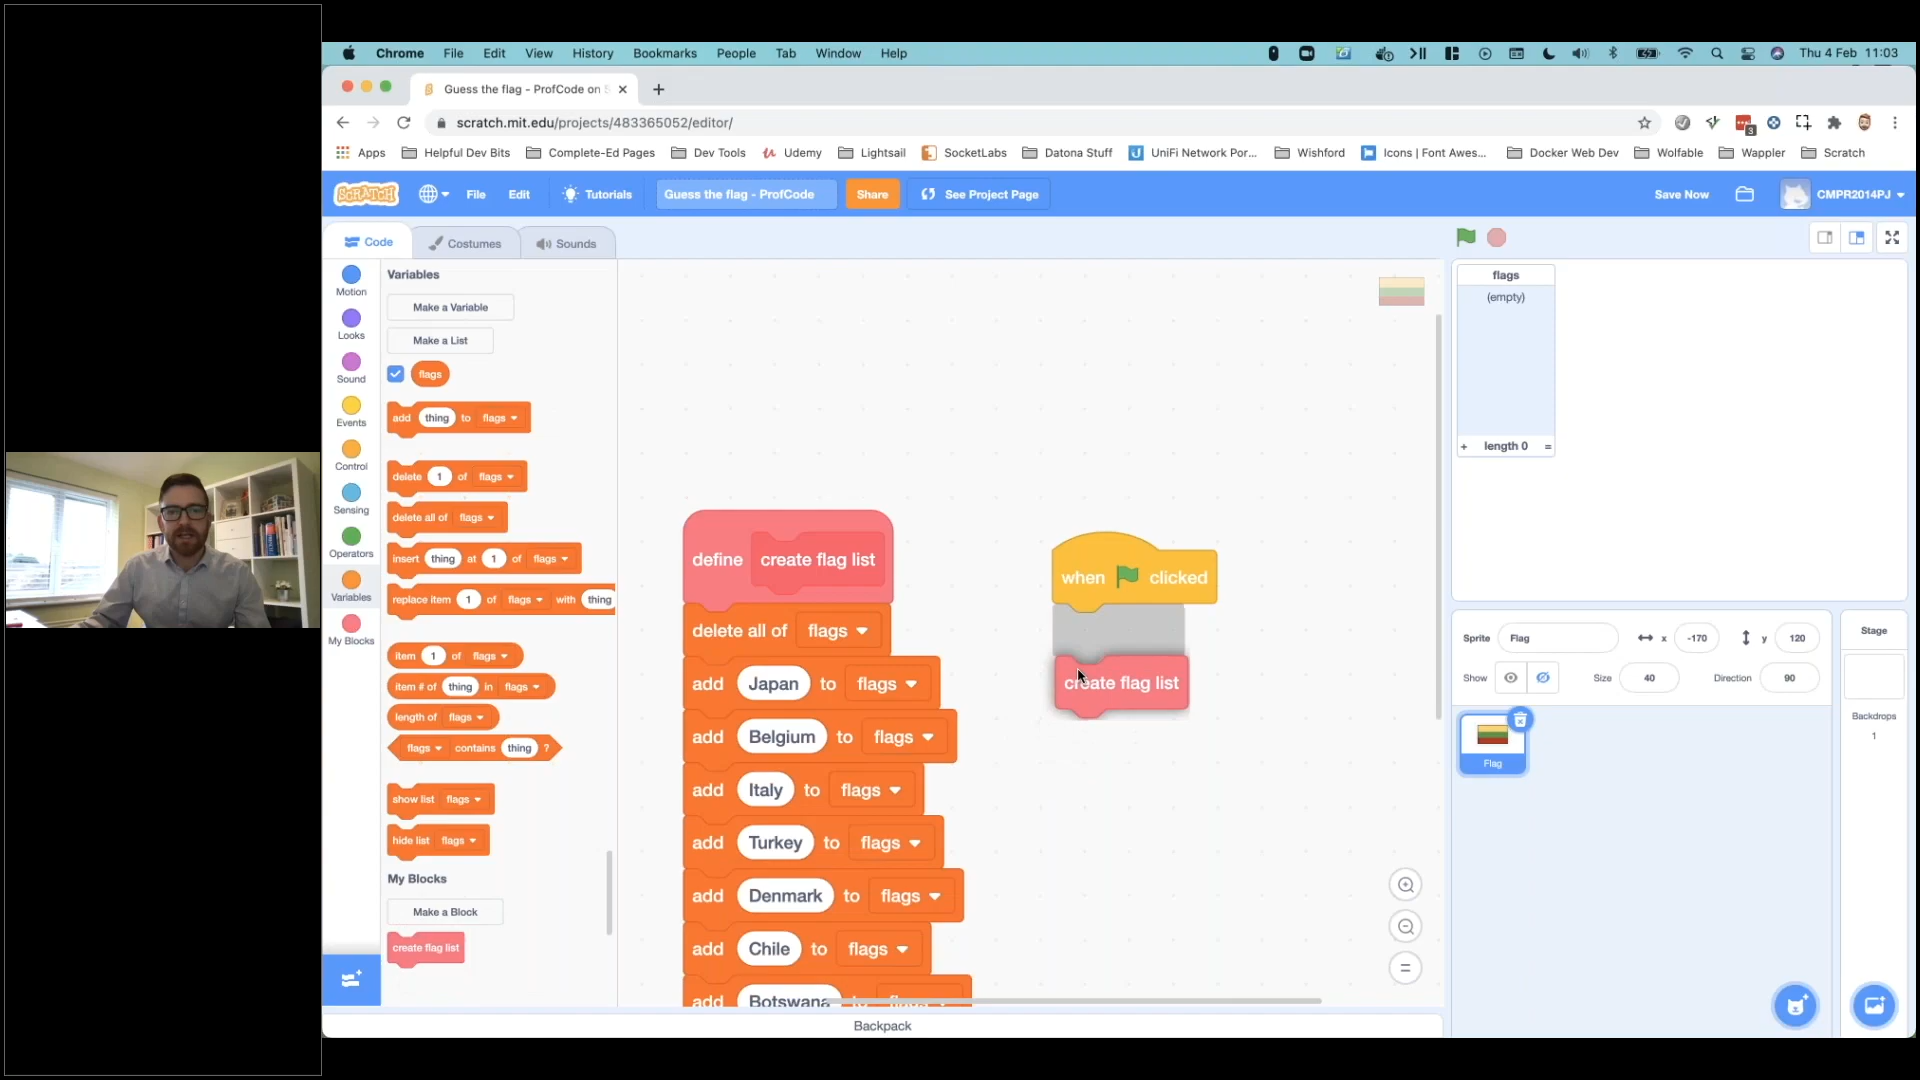 Chrome File Edit View History Bookmarks People Tab Window Help Thu 4 Feb 11:03
Guess the flag - ProfCode on S
scratch.mit.edu/projects/483365052/editor/
3
Apps Helpful Dev Bits Complete-Ed Pages Dev Tools Udemy Lightsail SocketLabs Datona Stuff UniFi Network Por... Wishford Icons | Font Awes... Docker Web Dev Wolfable Wappler Scratch
SCRATCH File Edit Tutorials Guess the flag - ProfCode Share See Project Page Save Now CMPR2014PJ
Code Costumes Sounds
Motion
Looks
Sound
Events
Control
Sensing
Operators
Variables
My Blocks
Variables
Make a Variable
Make a List
flags
add thing to flags
delete 1 of flags
delete all of flags
insert thing at 1 of flags
replace item 1 of flags with thing
item 1 of flags
item # of thing in flags
length of flags
flags contains thing ?
show list flags
hide list flags
My Blocks
Make a Block
create flag list
define create flag list
delete all of flags
add Japan to flags
add Belgium to flags
add Italy to flags
add Turkey to flags
add Denmark to flags
add Chile to flags
add Botswana to flags
when clicked
create flag list
flags
(empty)
+ length 0 =
Sprite Flag x -170 y 120
Show Size 40 Direction 90
Flag
Stage
Backdrops
1
Backpack